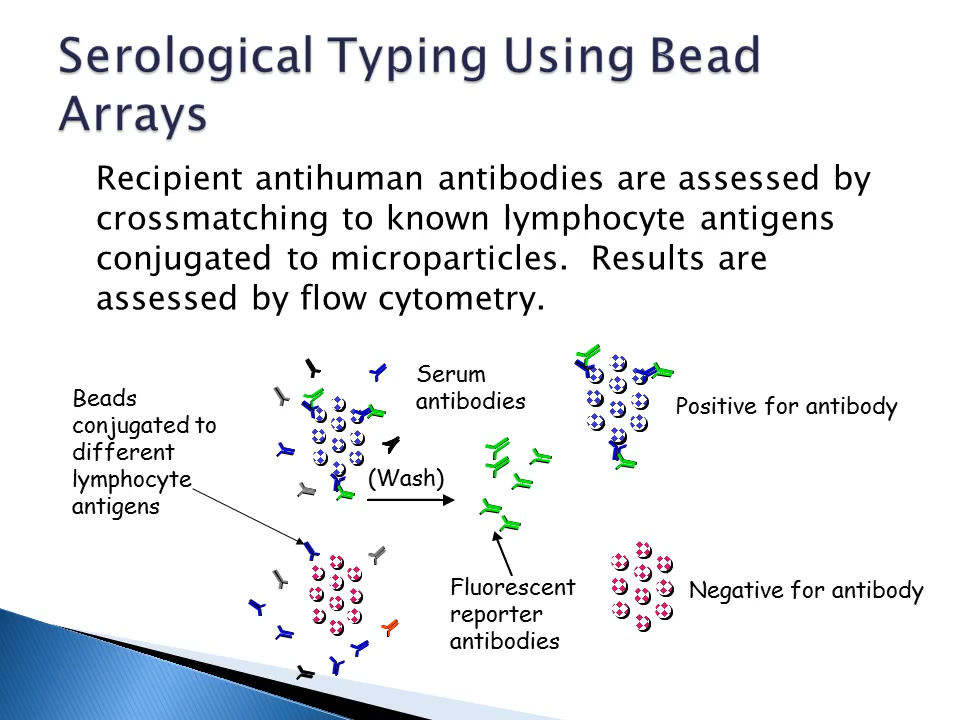 Serological Typing Using Bead
Arrays
Recipient antihuman antibodies are assessed by
crossmatching to known lymphocyte antigens
conjugated to microparticles.  Results are
assessed by flow cytometry.
Beads
conjugated to
different
lymphocyte
antigens
Serum
antibodies
(Wash)
Fluorescent
reporter
antibodies
Positive for antibody
Negative for antibody